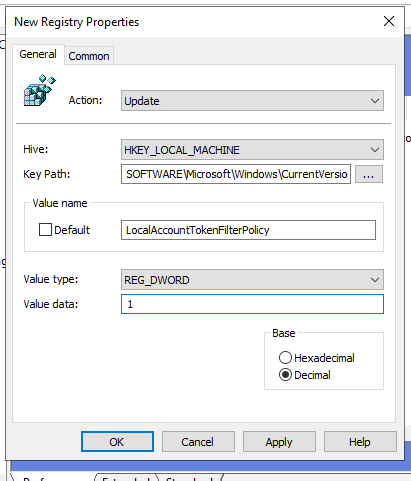 New Registry Properties
General Common
Action: Update
Hive: HKEY_LOCAL_MACHINE
Key Path: SOFTWARE\Microsoft\Windows\CurrentVersio ...
Value name
Default LocalAccountTokenFilterPolicy
Value type: REG_DWORD
Value data: 1
Base
Hexadecimal
Decimal
OK Cancel Apply Help